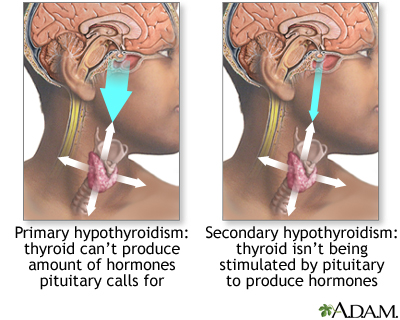 Primary hypothyroidism:
thyroid can't produce
amount of hormones
pituitary calls for
Secondary hypothyroidism:
thyroid isn't being
stimulated by pituitary
to produce hormones
ADAM.